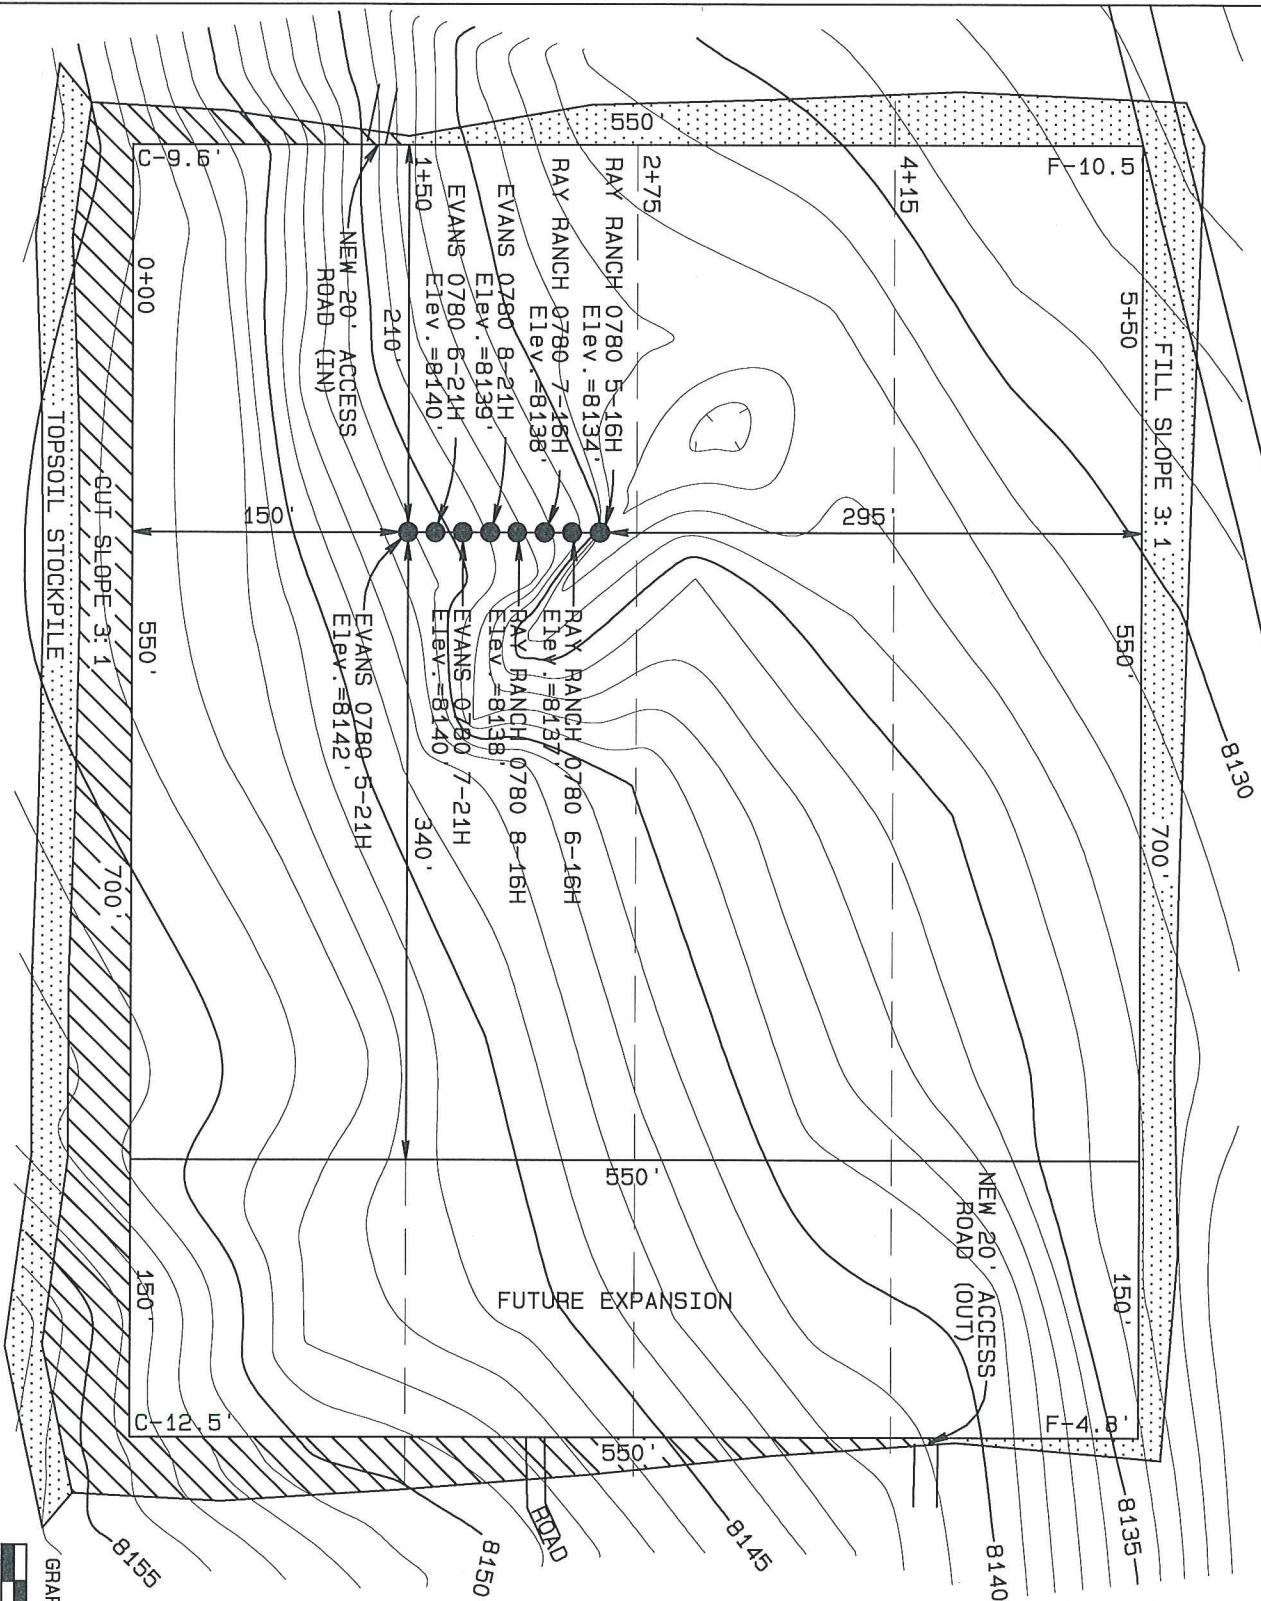 550'
C-9.6'
F-10.5
1+50
2+75
4+15
5+50
0+00
RAY RANCH 0780 5-16H
Elev.=8134'
RAY RANCH 0780 7-16H
Elev.=8138'
EVANS 0780 8-21H
Elev.=8139'
EVANS 0780 6-21H
Elev.=8140'
NEW 20' ACCESS
ROAD (IN)
210'
FILL SLOPE 3:1
150'
295'
TOPSOIL STOCKPILE
CUT SLOPE 3:1
RAY RANCH 0780 6-16H
Elev.=8137'
RAY RANCH 0780 8-16H
Elev.=8138'
EVANS 0780 7-21H
Elev.=8140'
EVANS 0780 5-21H
Elev.=8142'
550'
550'
8130
340'
700'
700'
550'
NEW 20' ACCESS
ROAD (OUT)
FUTURE EXPANSION
150'
150'
C-12.5'
F-4.8'
550'
ROAD
8135
8140
8145
8150
8155